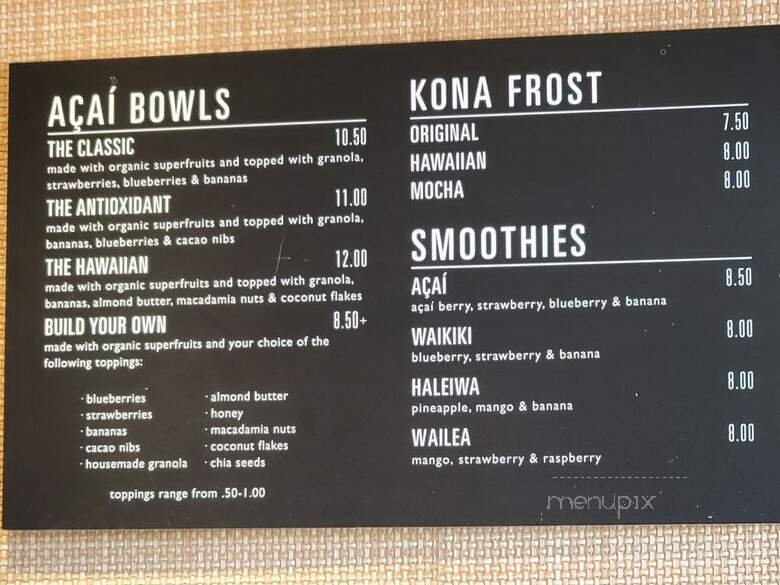 AÇAÍ BOWLS
THE CLASSIC 10.50
made with organic superfruits and topped with granola,
strawberries, blueberries & bananas
THE ANTIOXIDANT 11.00
made with organic superfruits and topped with granola,
bananas, blueberries & cacao nibs
THE HAWAIIAN 12.00
made with organic superfruits and topped with granola,
bananas, almond butter, macadamia nuts & coconut flakes
BUILD YOUR OWN 8.50+
made with organic superfruits and your choice of the
following toppings:
· blueberries
· strawberries
· bananas
· cacao nibs
· housemade granola
· almond butter
· honey
· macadamia nuts
· coconut flakes
· chia seeds
toppings range from .50-1.00
KONA FROST
ORIGINAL 7.50
HAWAIIAN 8.00
MOCHA 8.00
SMOOTHIES
AÇAÍ 8.50
açaí berry, strawberry, blueberry & banana
WAIKIKI 8.00
blueberry, strawberry & banana
HALEIWA 8.00
pineapple, mango & banana
WAILEA 8.00
mango, strawberry & raspberry
menupix